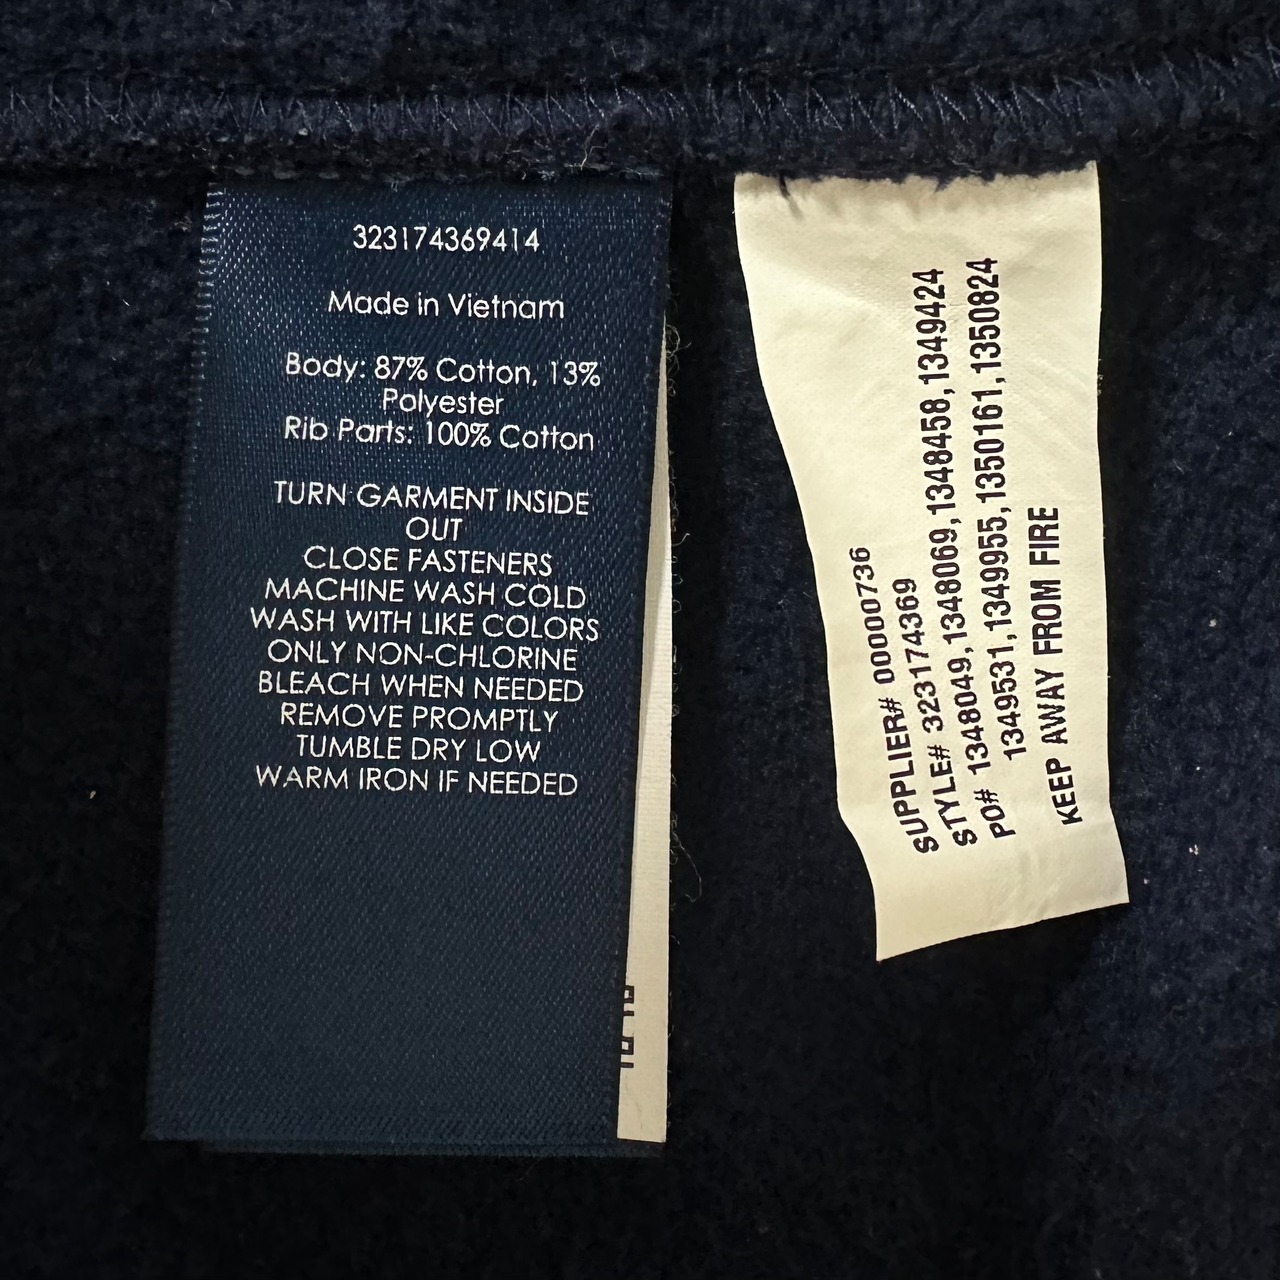 323174369414
Made in Vietnam
Body: 87% Cotton, 13%
Polyester
Rib Parts: 100% Cotton
TURN GARMENT INSIDE
OUT
CLOSE FASTENERS
MACHINE WASH COLD
WASH WITH LIKE COLORS
ONLY NON-CHLORINE
BLEACH WHEN NEEDED
REMOVE PROMPTLY
TUMBLE DRY LOW
WARM IRON IF NEEDED
SUPPLIER# 00000736
STYLE# 323174369
PO# 1348049,1348069,1348458,1349424
1349531,1349955,1350161,1350824
KEEP AWAY FROM FIRE